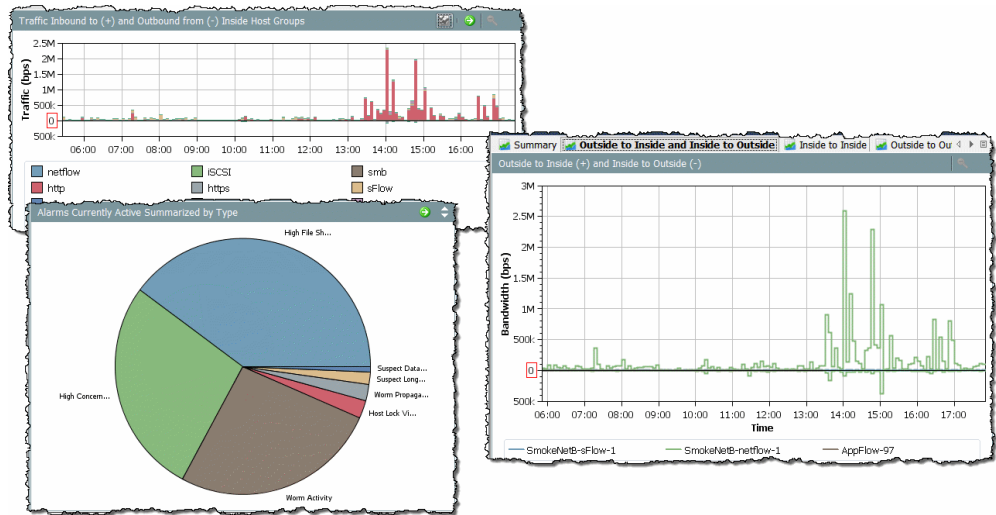 Traffic Inbound to (+) and Outbound from (-) Inside Host Groups
Traffic (bps)
2.5M
2M
1.5M
1M
500k
0
500k
06:00 07:00 08:00 09:00 10:00 11:00 12:00 13:00 14:00 15:00 16:00
netflow iSCSI smb
http https sFlow
Alarms Currently Active Summarized by Type
High File Sh...
Suspect Data...
Suspect Long...
Worm Propaga...
Host Lock Vi...
High Concern...
Worm Activity
Summary Outside to Inside and Inside to Outside Inside to Inside Outside to Ou
Outside to Inside (+) and Inside to Outside (-)
Bandwidth (bps)
3M
2.5M
2M
1.5M
1M
500k
0
500k
06:00 07:00 08:00 09:00 10:00 11:00 12:00 13:00 14:00 15:00 16:00 17:00
Time
SmokeNetB-sFlow-1 SmokeNetB-netflow-1 AppFlow-97